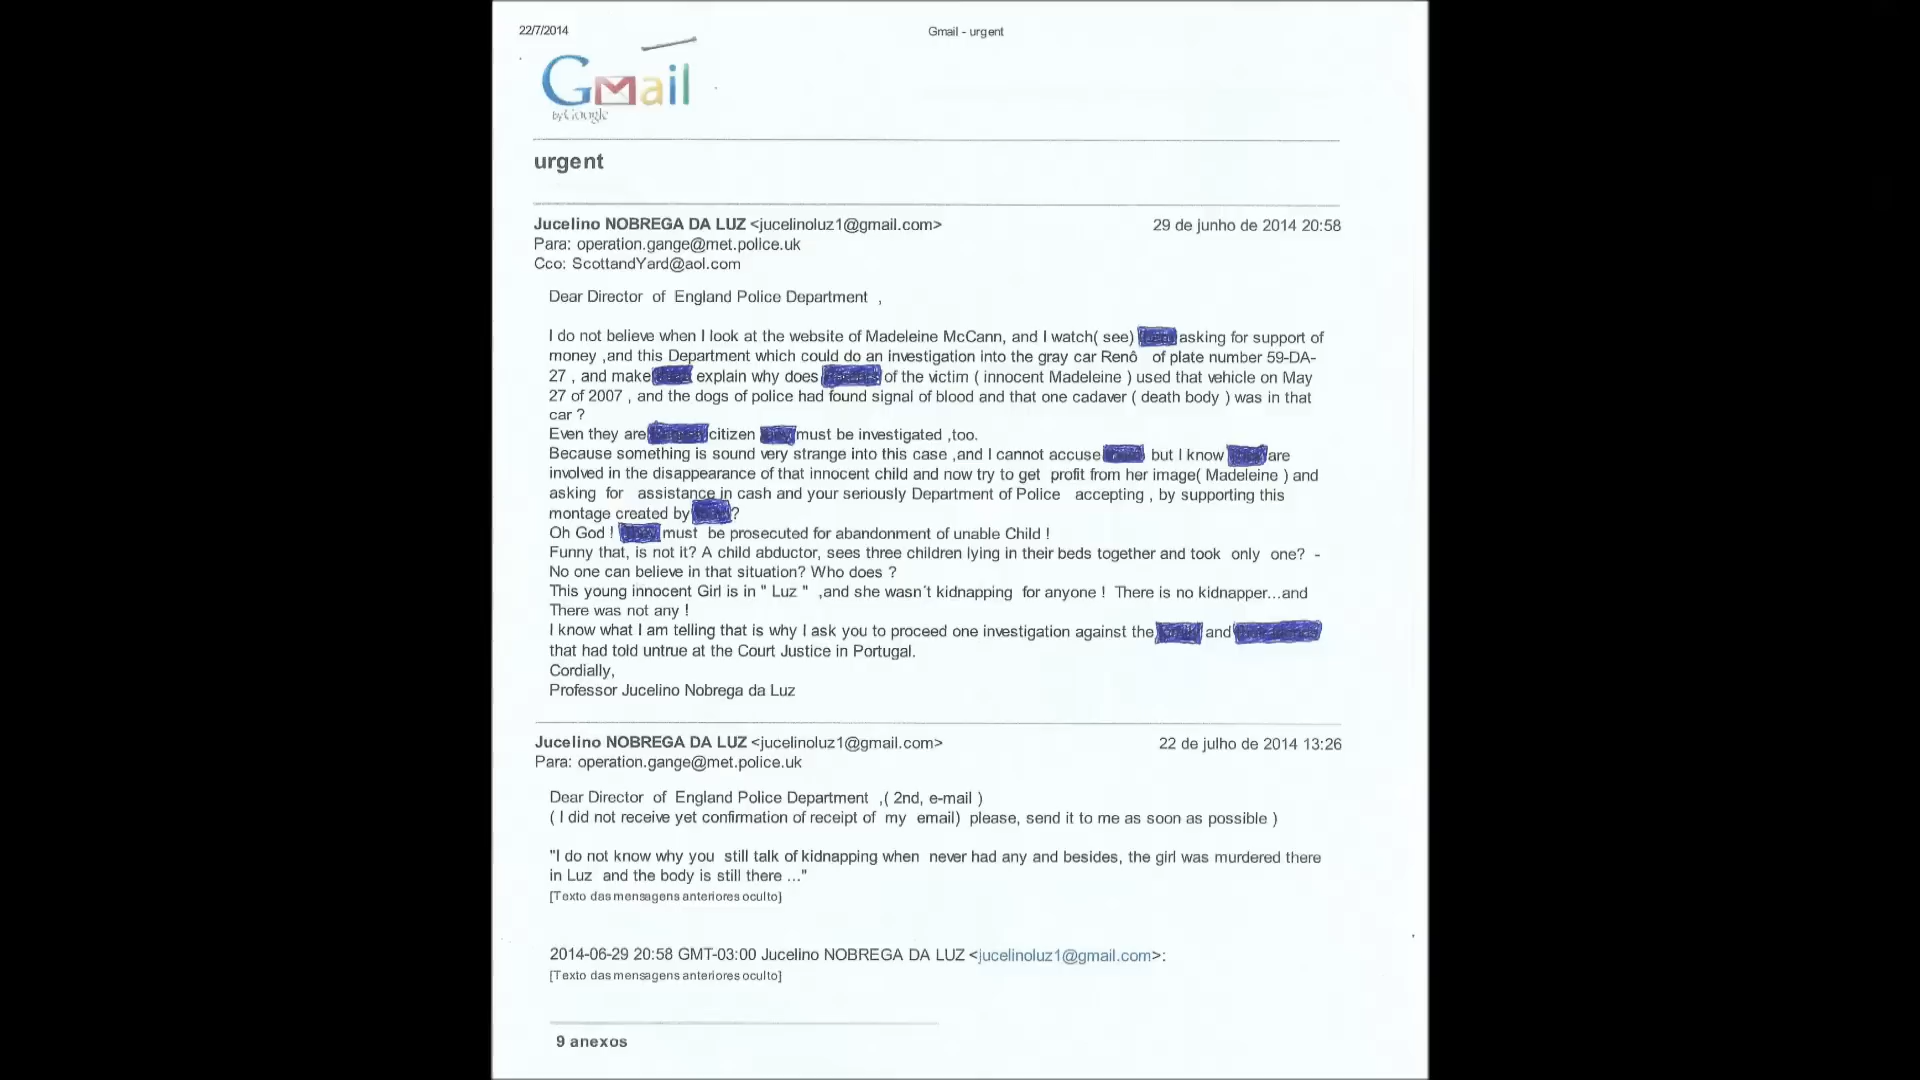 22/7/2014
Gmail - urgent
Gmail
by Google
urgent
Jucelino NOBREGA DA LUZ <jucelinoluz1@gmail.com>
29 de junho de 2014 20:58
Para: operation.gange@met.police.uk
Cco: ScottandYard@aol.com
Dear Director of England Police Department ,
I do not believe when I look at the website of Madeleine McCann, and I watch( see) asking for support of
money ,and this Department which could do an investigation into the gray car Renô of plate number 59-DA-
27 , and make explain why does of the victim ( innocent Madeleine ) used that vehicle on May
27 of 2007 , and the dogs of police had found signal of blood and that one cadaver ( death body ) was in that
car ?
Even they are citizen must be investigated ,too.
Because something is sound very strange into this case ,and I cannot accuse but I know are
involved in the disappearance of that innocent child and now try to get profit from her image( Madeleine ) and
asking for assistance in cash and your seriously Department of Police accepting , by supporting this
montage created by ?
Oh God ! must be prosecuted for abandonment of unable Child !
Funny that, is not it? A child abductor, sees three children lying in their beds together and took only one? -
No one can believe in that situation? Who does ?
This young innocent Girl is in " Luz " ,and she wasn´t kidnapping for anyone ! There is no kidnapper...and
There was not any !
I know what I am telling that is why I ask you to proceed one investigation against the and
that had told untrue at the Court Justice in Portugal.
Cordially,
Professor Jucelino Nobrega da Luz
Jucelino NOBREGA DA LUZ <jucelinoluz1@gmail.com>
22 de julho de 2014 13:26
Para: operation.gange@met.police.uk
Dear Director of England Police Department ,( 2nd, e-mail )
( I did not receive yet confirmation of receipt of my email) please, send it to me as soon as possible )
"I do not know why you still talk of kidnapping when never had any and besides, the girl was murdered there
in Luz and the body is still there ..."
[Texto das mensagens anteriores oculto]
2014-06-29 20:58 GMT-03:00 Jucelino NOBREGA DA LUZ <jucelinoluz1@gmail.com>:
[Texto das mensagens anteriores oculto]
9 anexos